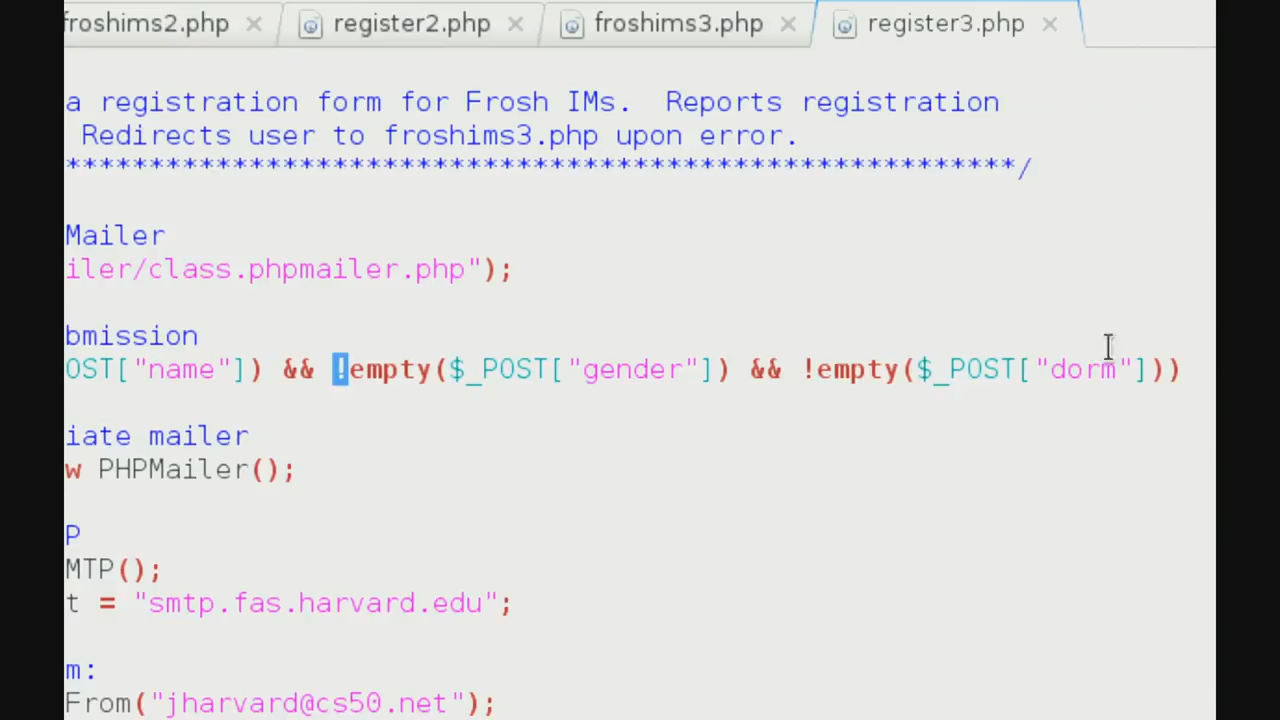 froshims2.php × register2.php × froshims3.php × register3.php ×
a registration form for Frosh IMs. Reports registration
Redirects user to froshims3.php upon error.
*********************************************************/
Mailer
iler/class.phpmailer.php");
bmission
OST["name"]) && !empty($_POST["gender"]) && !empty($_POST["dorm"]))
iate mailer
w PHPMailer();
P
MTP();
t = "smtp.fas.harvard.edu";
m:
From("jharvard@cs50.net");